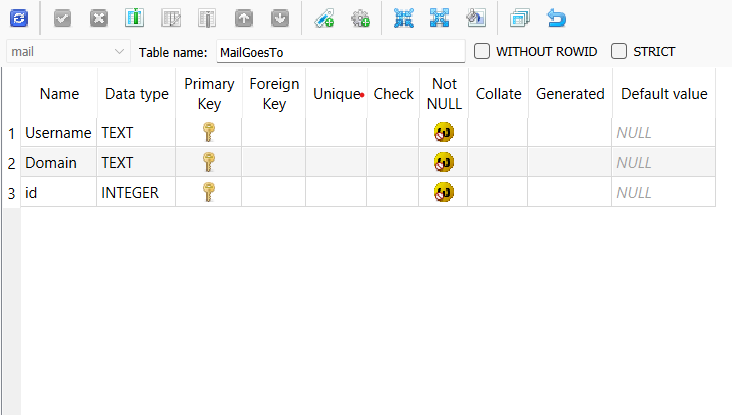 mail Table name: MailGoesTo WITHOUT ROWID STRICT
Name Data type Primary Key Foreign Key Unique Check Not NULL Collate Generated Default value
1 Username TEXT NULL
2 Domain TEXT NULL
3 id INTEGER NULL